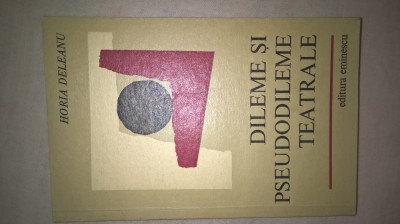 HORIA DELEANU
DILEME ȘI
PSEUDODILEME
TEATRALE
editura eminescu